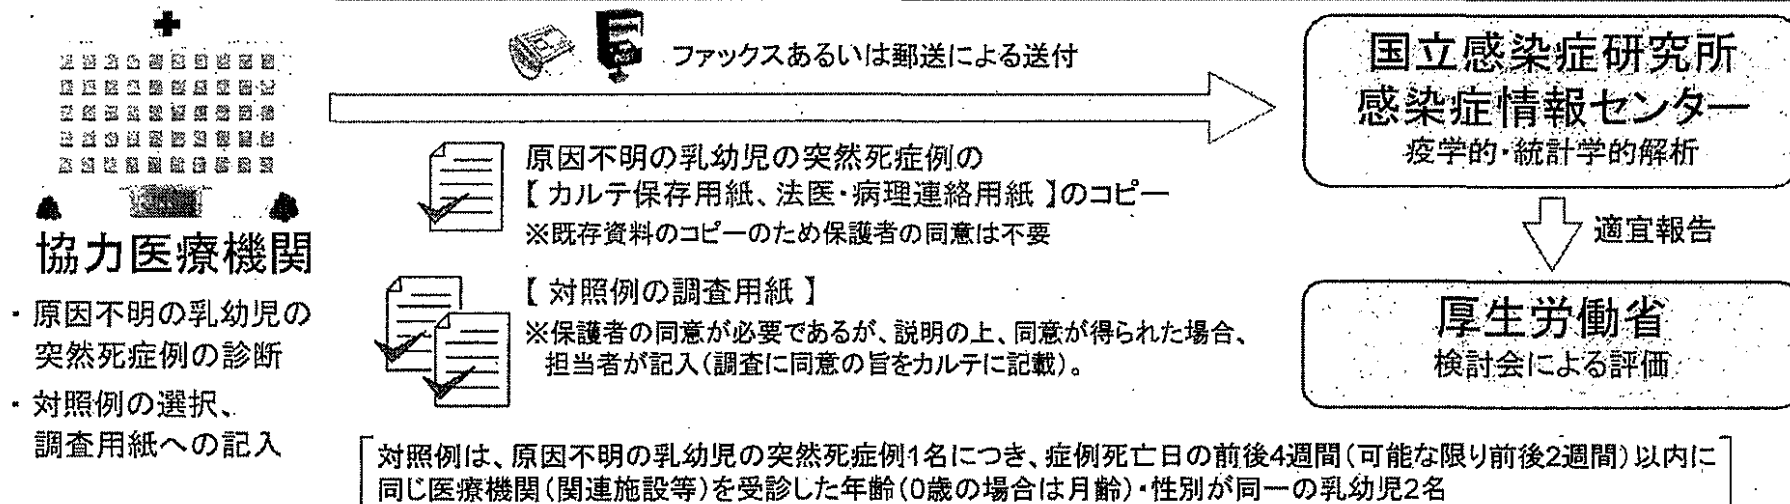 ファックスあるいは郵送による送付
国立感染症研究所
感染症情報センター
疫学的・統計学的解析
原因不明の乳幼児の突然死症例の
【 カルテ保存用紙、法医・病理連絡用紙 】のコピー
※既存資料のコピーのため保護者の同意は不要
適宜報告
協力医療機関
・原因不明の乳幼児の
突然死症例の診断
・対照例の選択、
調査用紙への記入
【 対照例の調査用紙 】
※保護者の同意が必要であるが、説明の上、同意が得られた場合、
担当者が記入(調査に同意の旨をカルテに記載)。
厚生労働省
検討会による評価
対照例は、原因不明の乳幼児の突然死症例1名につき、症例死亡日の前後4週間(可能な限り前後2週間)以内に
同じ医療機関(関連施設等)を受診した年齢(0歳の場合は月齢)・性別が同一の乳幼児2名